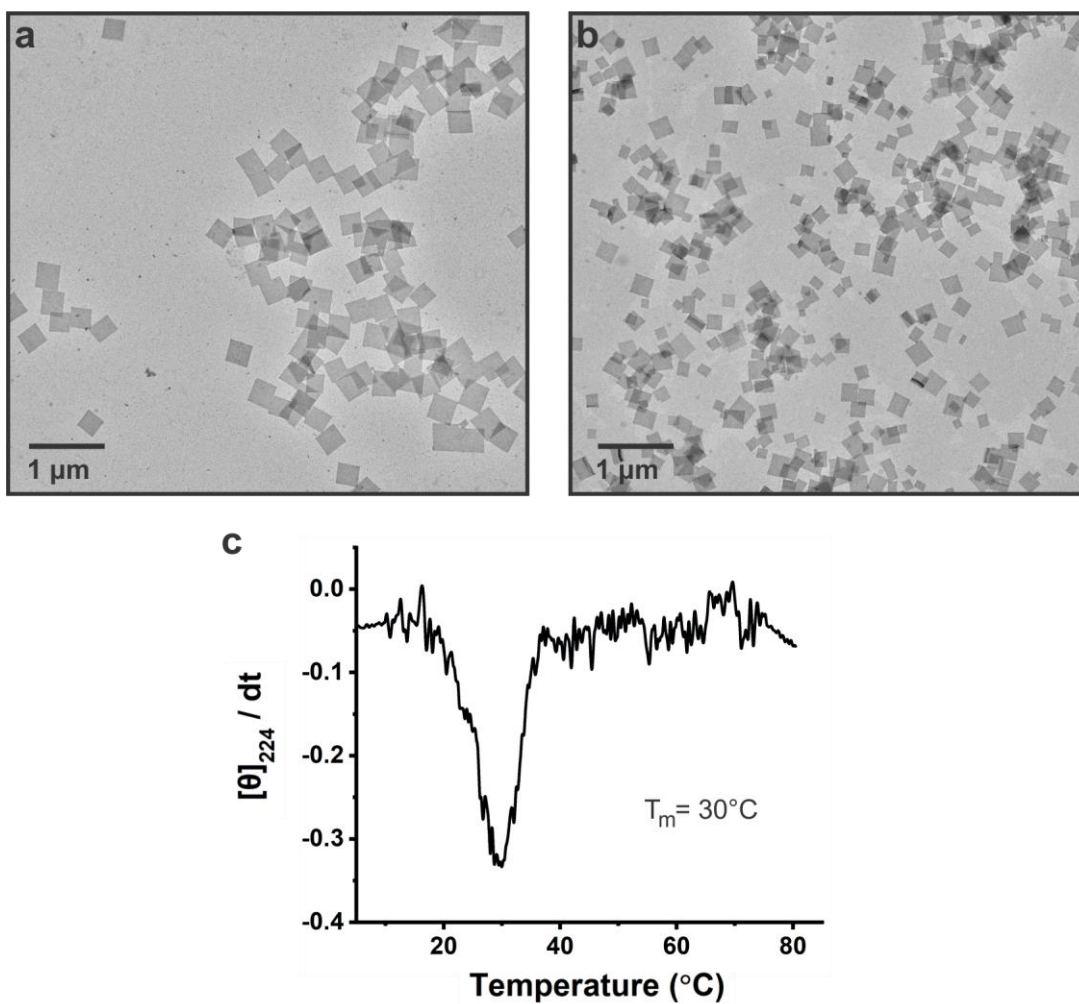 a
b
1 µm
1 µm
c
0.0
-0.1
-0.2
-0.3
-0.4
[θ]224 / dt
Tm= 30°C
20
40
60
80
Temperature (°C)